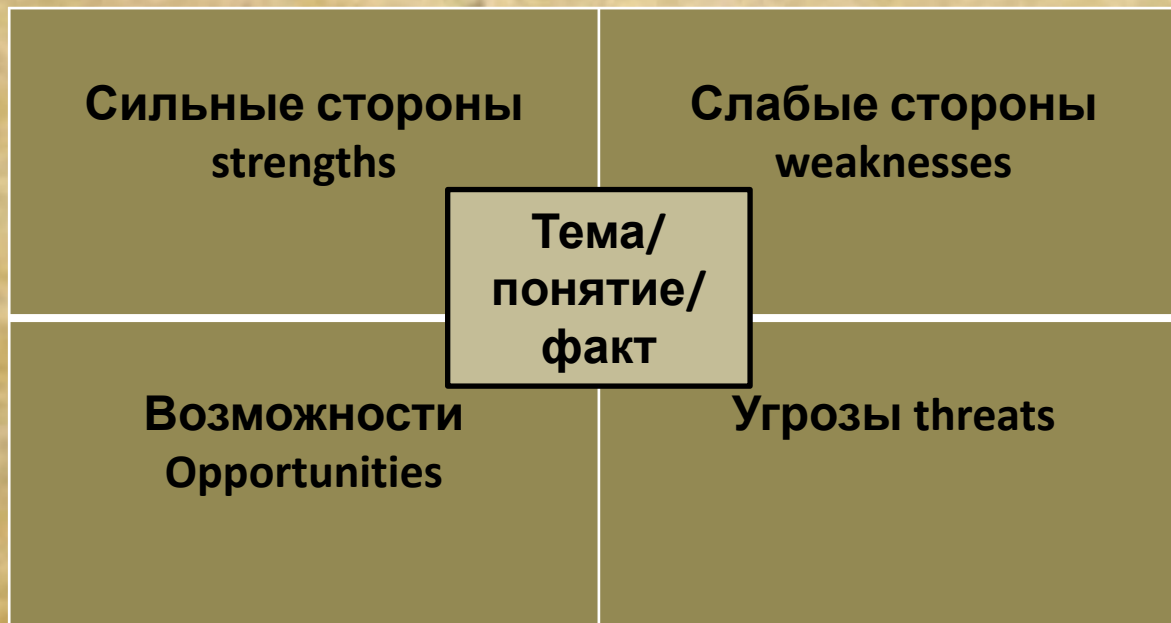 Сильные стороны
strengths
Слабые стороны
weaknesses
Тема/
понятие/
факт
Возможности
Opportunities
Угрозы threats